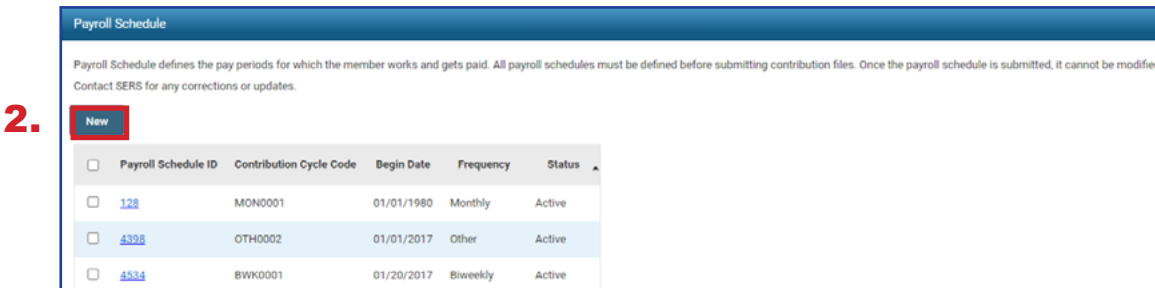 Payroll Schedule
Payroll Schedule defines the pay periods for which the member works and gets paid. All payroll schedules must be defined before submitting contribution files. Once the payroll schedule is submitted, it cannot be modified
Contact SERS for any corrections or updates.
2.
New
Payroll Schedule ID Contribution Cycle Code Begin Date Frequency Status
128 MON0001 01/01/1980 Monthly Active
4398 OTH0002 01/01/2017 Other Active
4534 BWK0001 01/20/2017 Biweekly Active